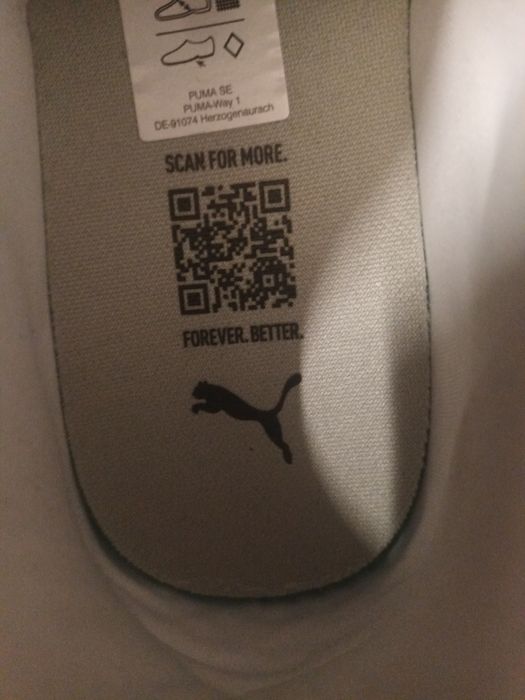 PUMA SE
PUMA-Way 1
DE-91074 Herzogenaurach
SCAN FOR MORE.
FOREVER. BETTER.